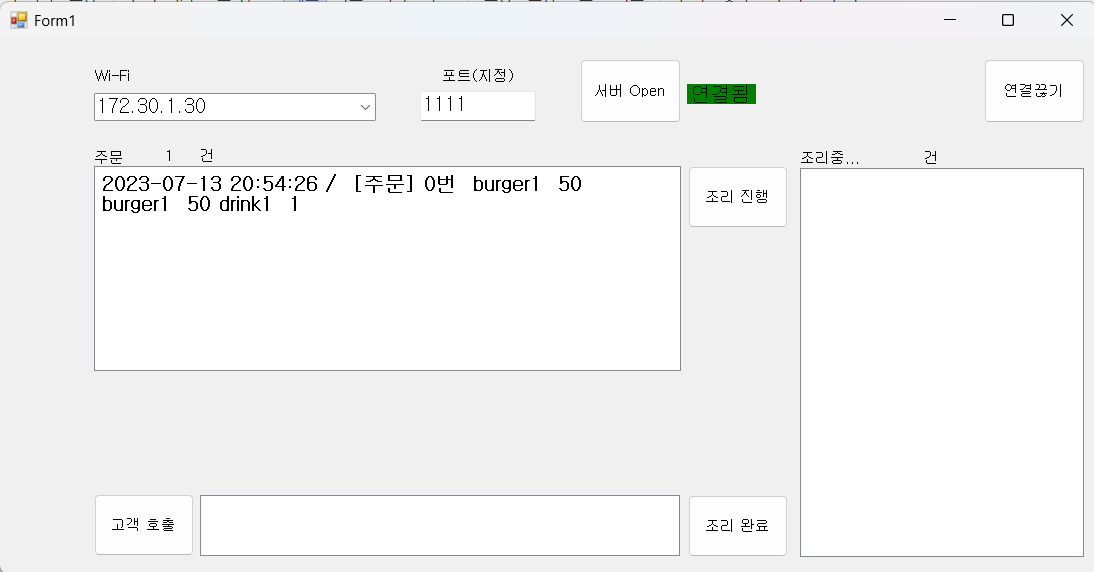 Form1
Wi-Fi
포트(지정)
172.30.1.30
1111
서버 Open
연결됨
연결끊기
주문 1 건
조리중... 건
2023-07-13 20:54:26 / [주문] 0번 burger1 50
burger1 50 drink1 1
조리 진행
고객 호출
조리 완료